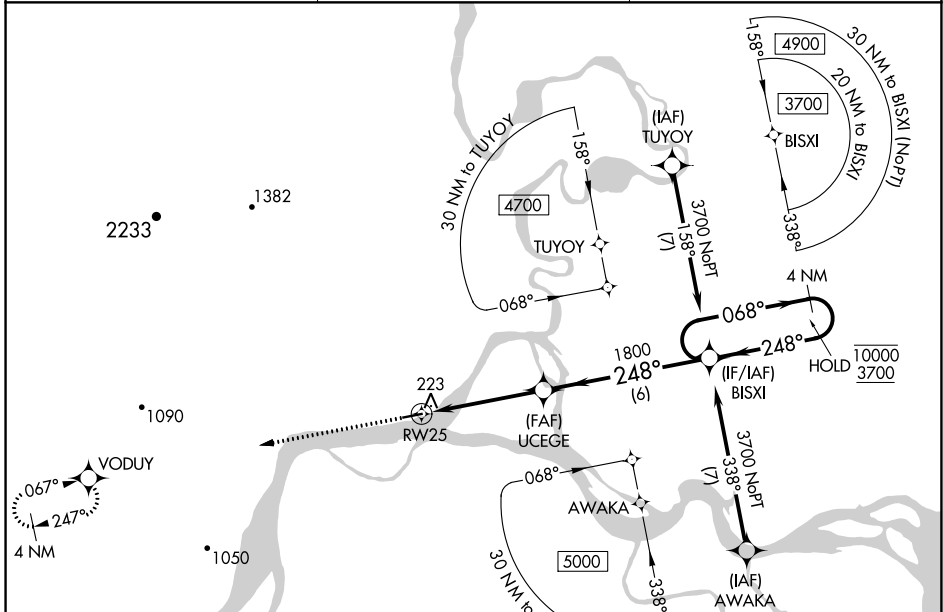 158°
4900
30 NM to BISXI (NoPT)
20 NM to BISXI
3700
BISXI
338°
(IAF)
TUYOY
30 NM to TUYOY
158°
4700
TUYOY
068°
3700 NoPT
158°
(7)
1382
2233
4 NM
068°
248°
HOLD
10000
3700
(IF/IAF)
BISXI
1800
248°
(6)
(FAF)
UCEGE
223
RW25
1090
VODUY
067°
247°
4 NM
1050
3700 NoPT
338°
(7)
(IAF)
AWAKA
068°
AWAKA
5000
338°
30 NM to